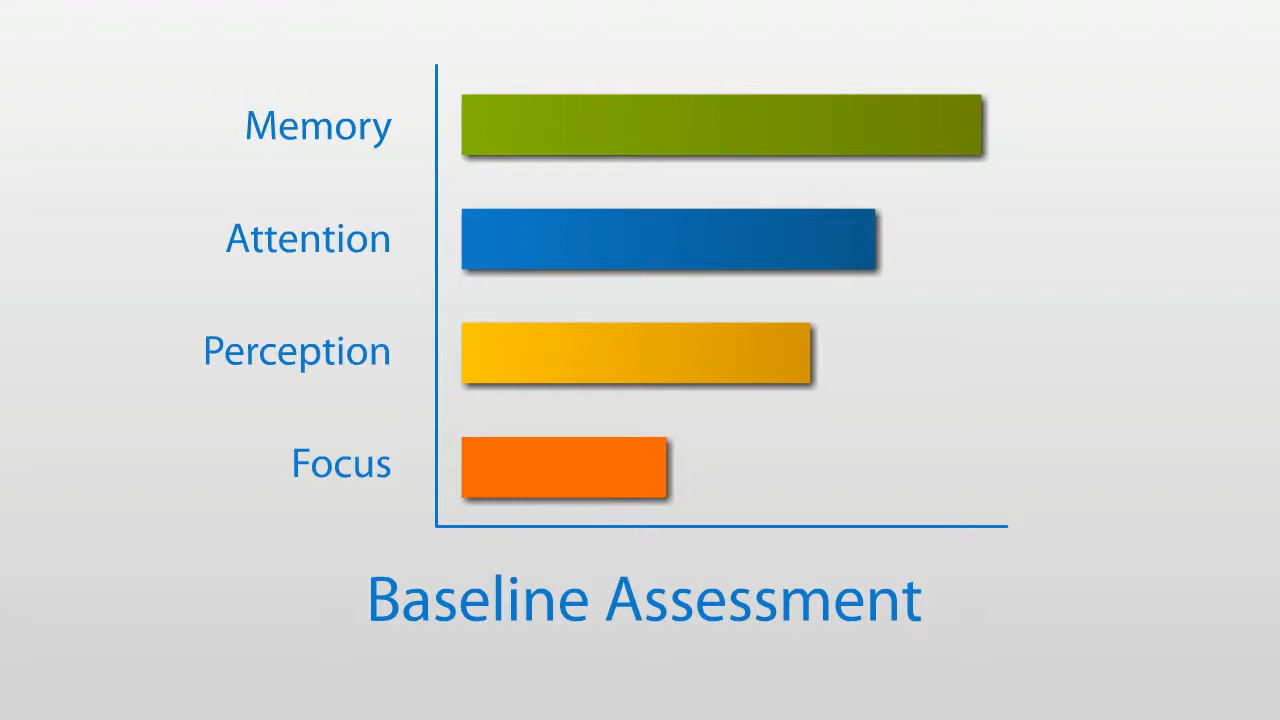 Memory
Attention
Perception
Focus
Baseline Assessment